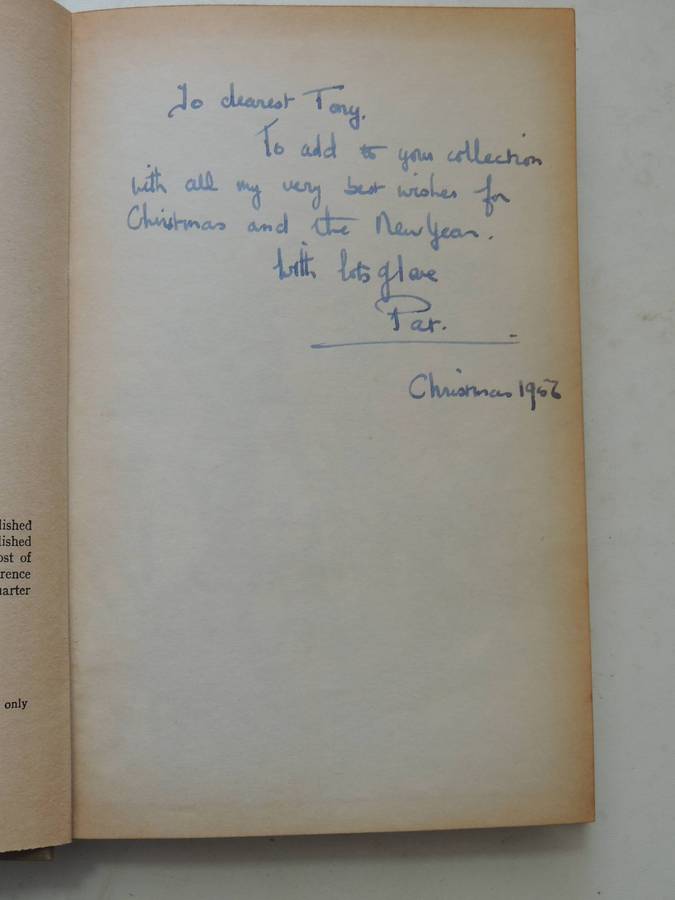 To dearest Tony.
To add to your collection
with all my very best wishes for
Christmas and the New Year.
With lots of love
Pat.
Christmas 1956
lished
lished
ost of
rence
uarter
only